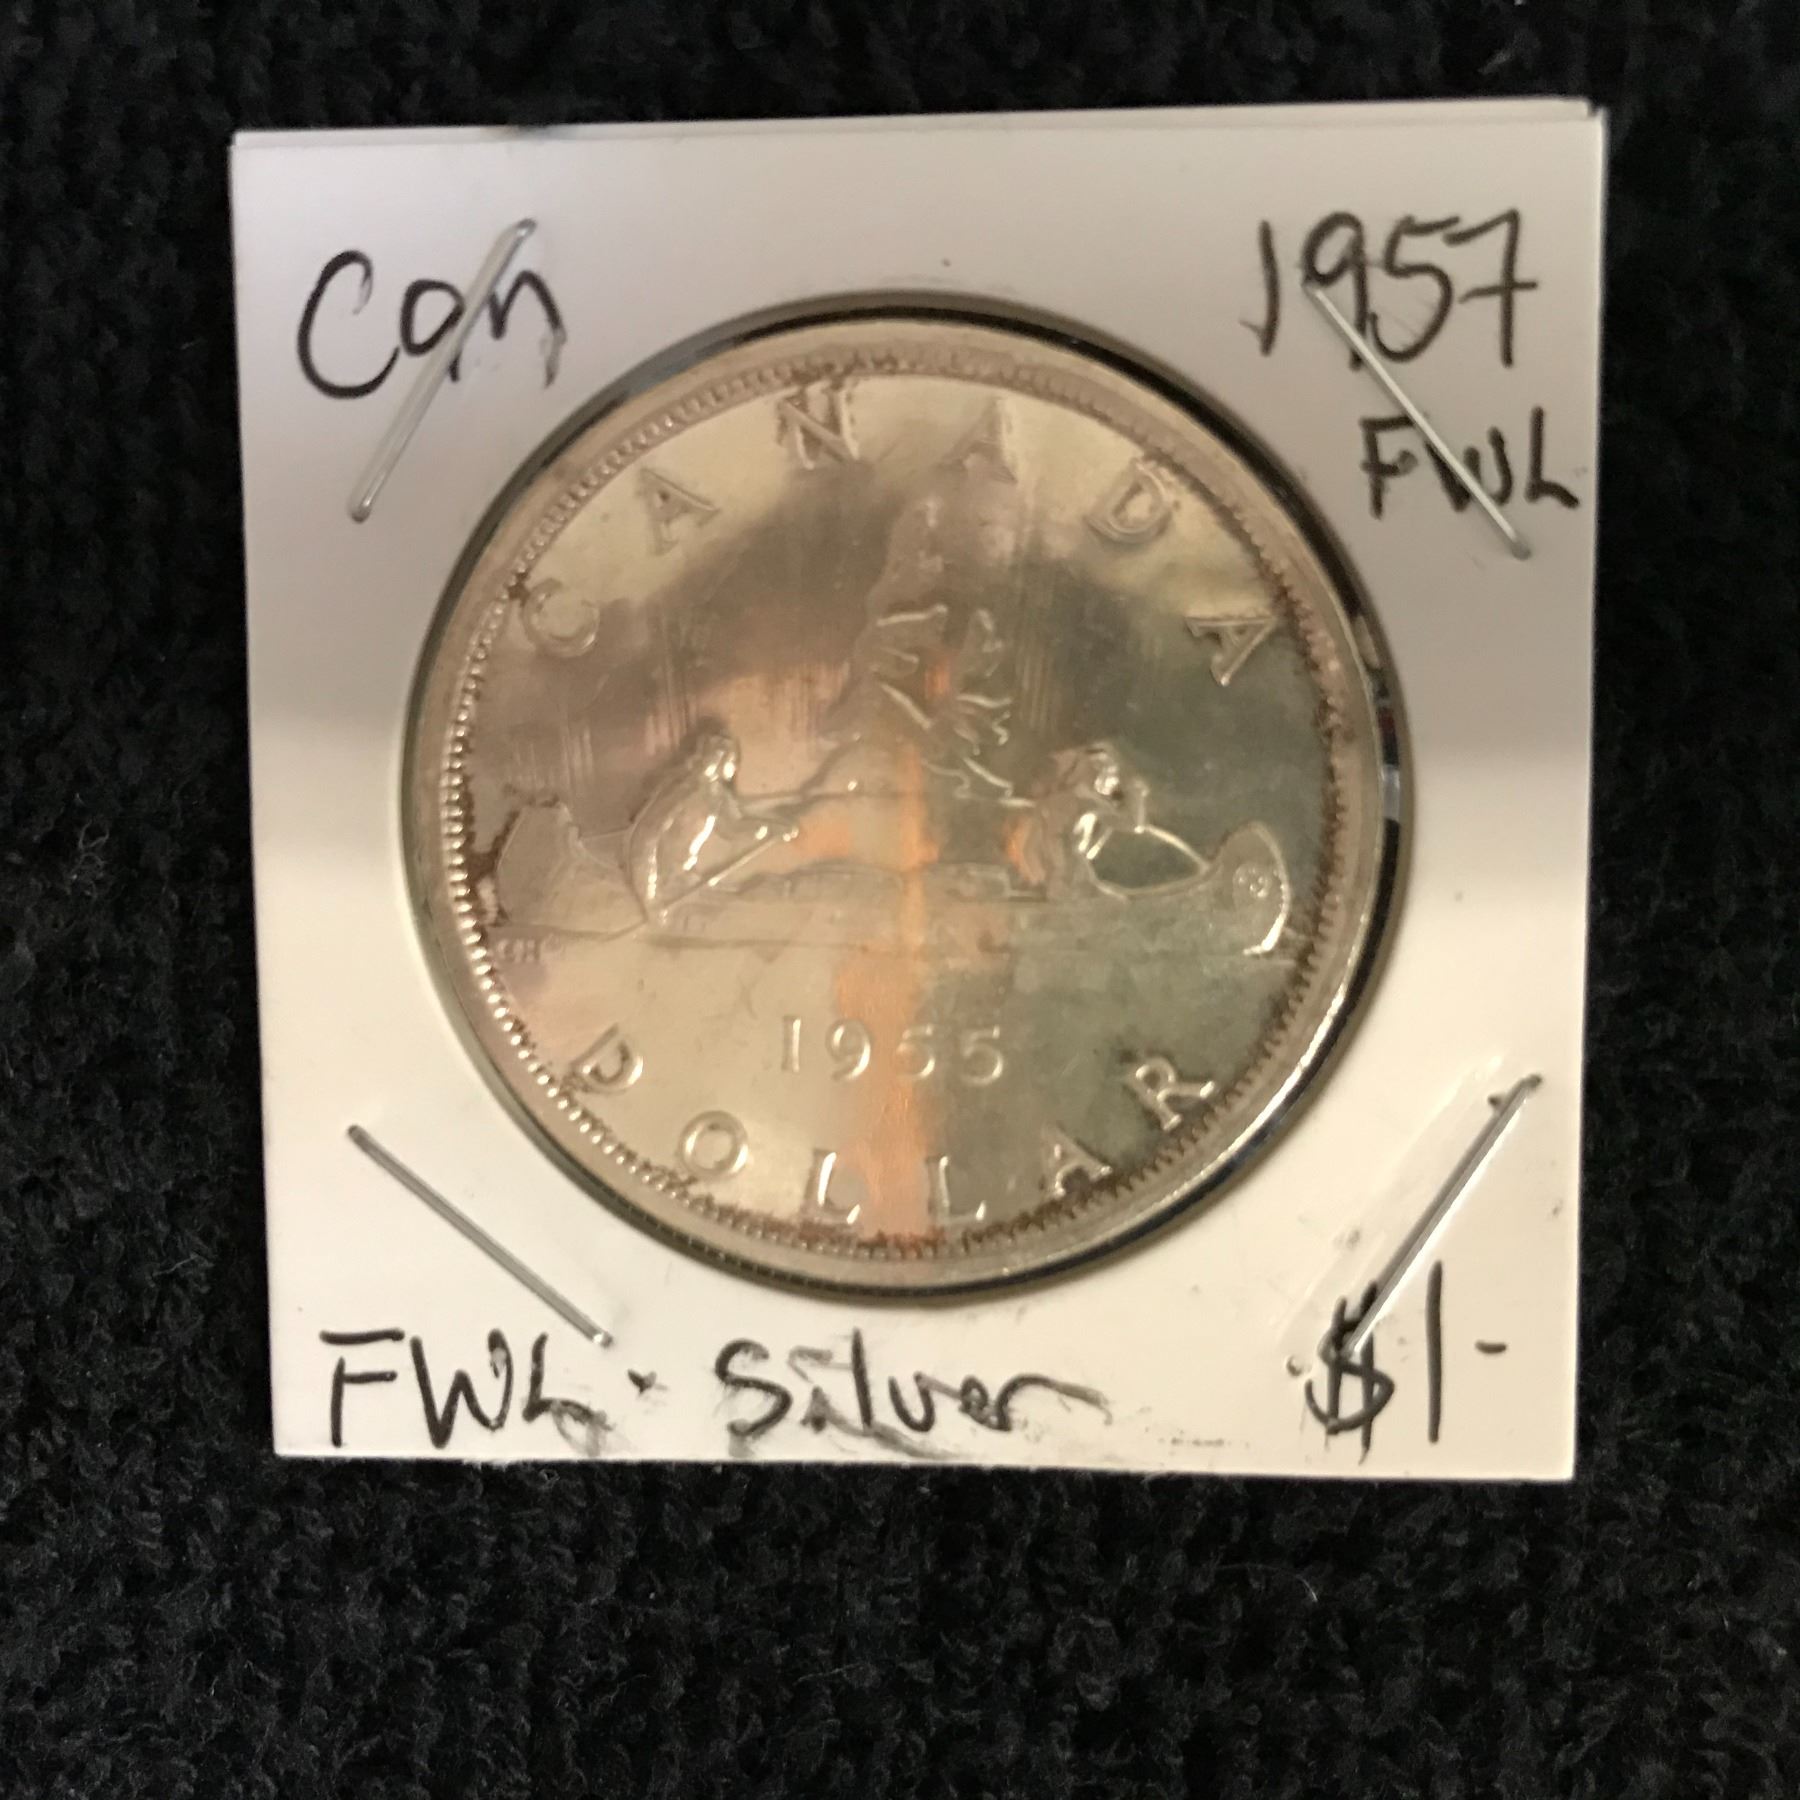 Can
1957
FWL
CANADA
1955
DOLLAR
FWL · Silver
$1-